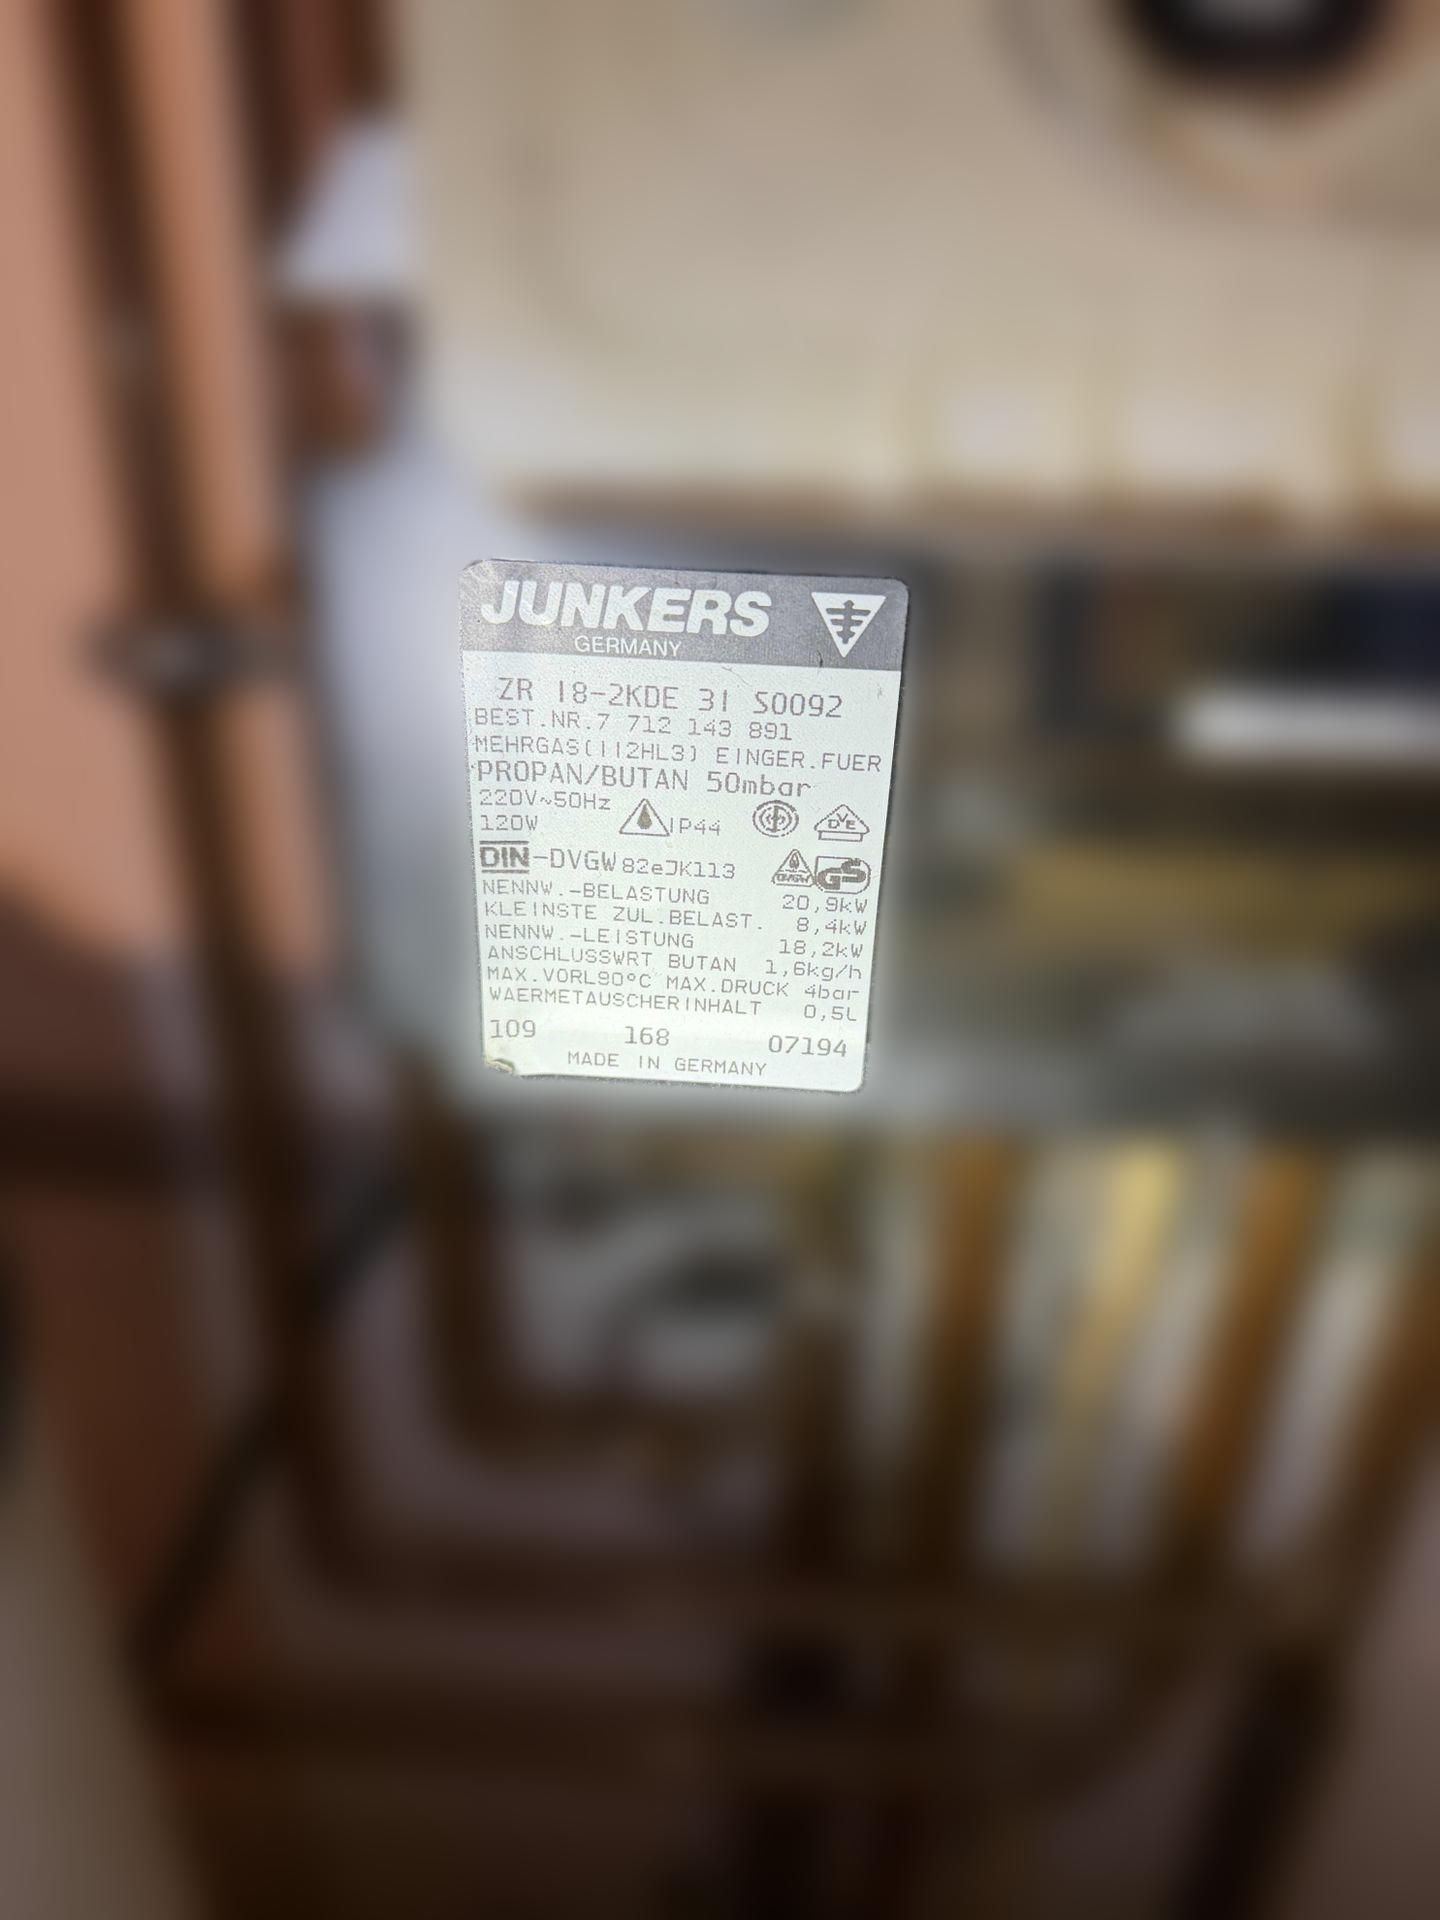 JUNKERS
GERMANY
ZR 18-2KDE 31 S0092
BEST.NR.7 712 143 891
MEHRGAS(II2HL3) EINGER.FUER
PROPAN/BUTAN 50mbar
220V~50Hz
120W IP44 DVE
DIN-DVGW 82eJK113 DVGW GS
NENNW.-BELASTUNG 20,9kW
KLEINSTE ZUL.BELAST. 8,4kW
NENNW.-LEISTUNG 18,2kW
ANSCHLUSSWRT BUTAN 1,6kg/h
MAX.VORL90°C MAX.DRUCK 4bar
WAERMETAUSCHERINHALT 0,5L
109 168 07194
MADE IN GERMANY